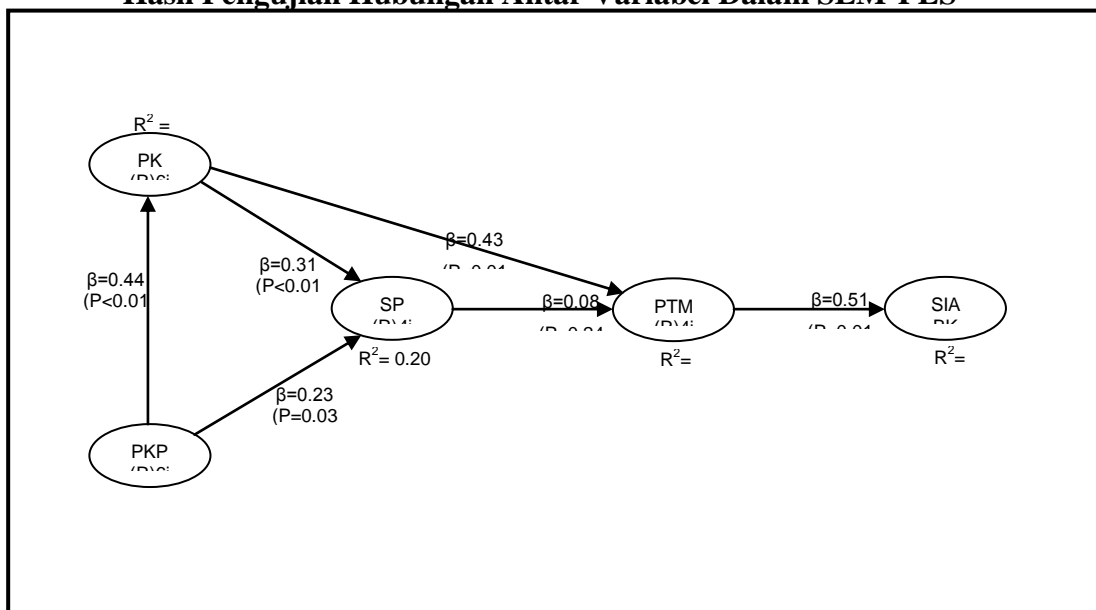 Hasil Pengujian Hubungan Antar Variabel Dalam SEM-PLS
R² =
PK
β=0.43
β=0.44
(P<0.01
β=0.31
(P<0.01
SP
β=0.08
PTM
β=0.51
SIA
R²= 0.20
R²=
R²=
β=0.23
(P=0.03
PKP